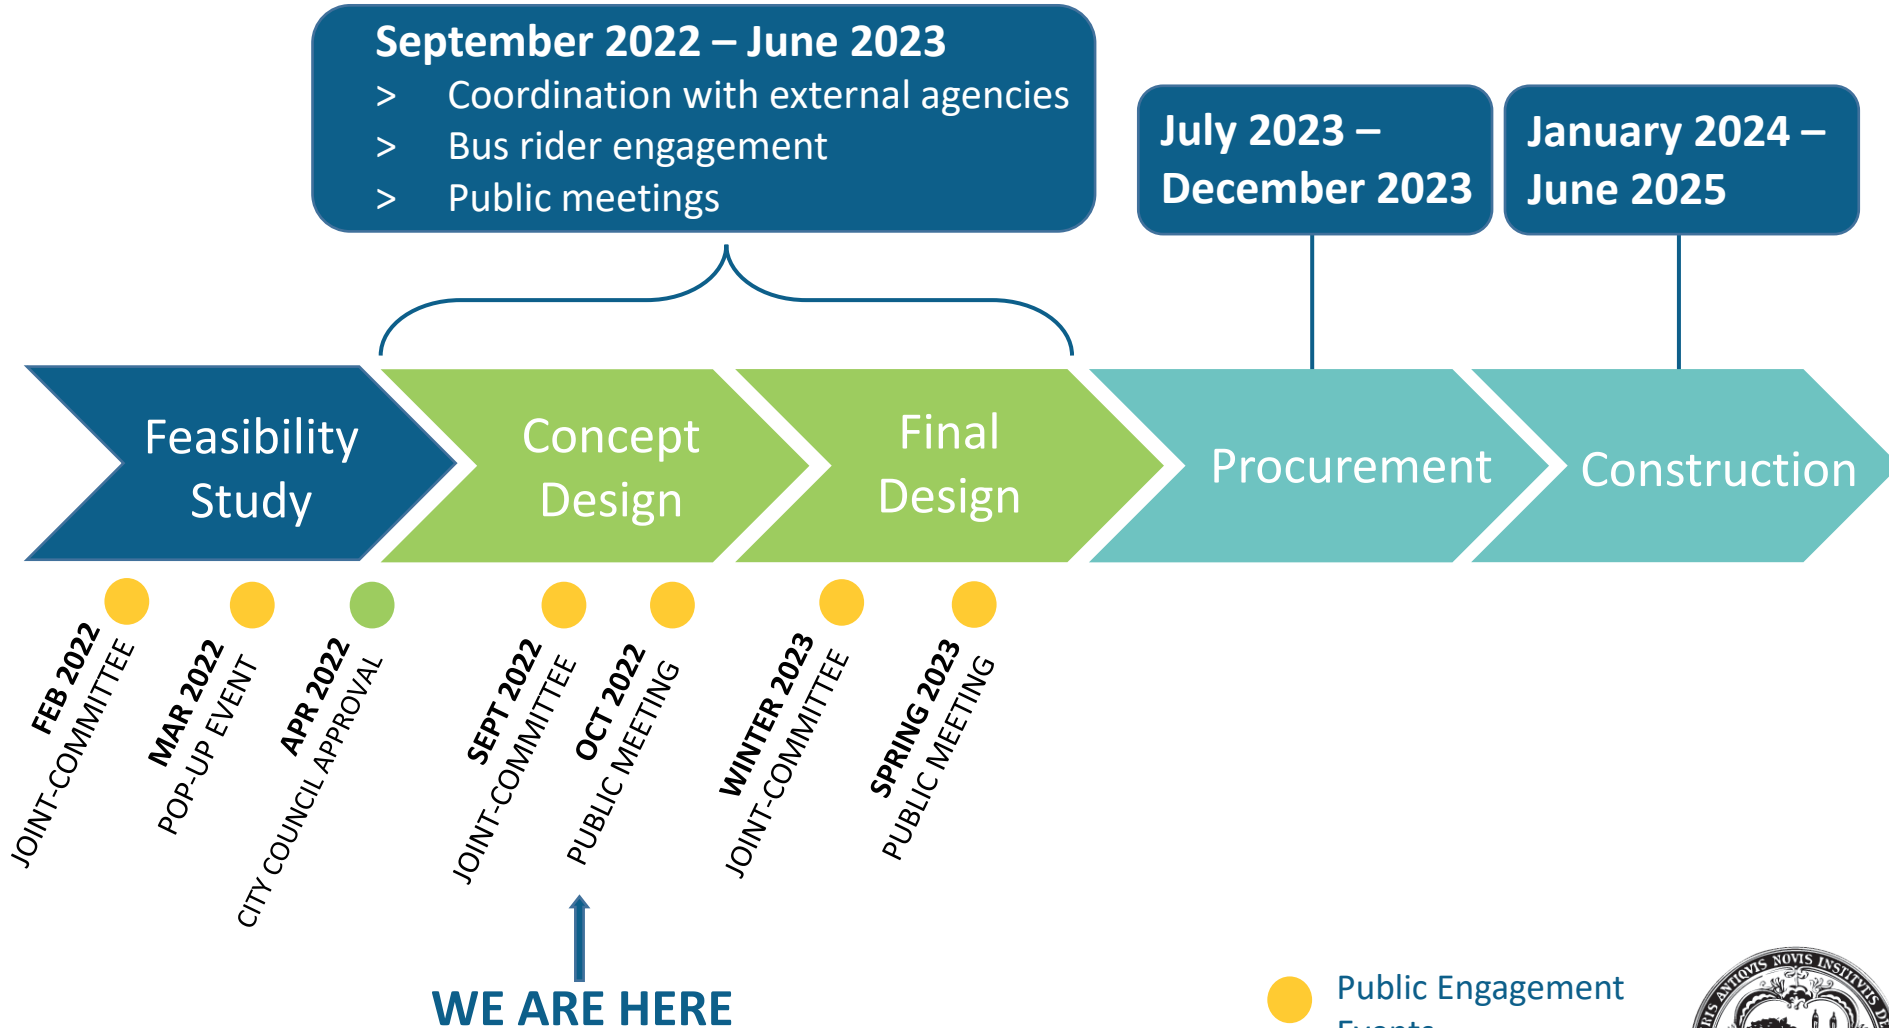 September 2022 – June 2023
> Coordination with external agencies
> Bus rider engagement
> Public meetings
July 2023 –
December 2023
January 2024 –
June 2025
Feasibility
Study
Concept
Design
Final
Design
Procurement
Construction
FEB 2022
JOINT-COMMITTEE
MAR 2022
POP-UP EVENT
APR 2022
CITY COUNCIL APPROVAL
SEPT 2022
JOINT-COMMITTEE
OCT 2022
PUBLIC MEETING
WINTER 2023
JOINT-COMMITTEE
SPRING 2023
PUBLIC MEETING
WE ARE HERE
Public Engagement
Events
ANTIQVIS NOVIS